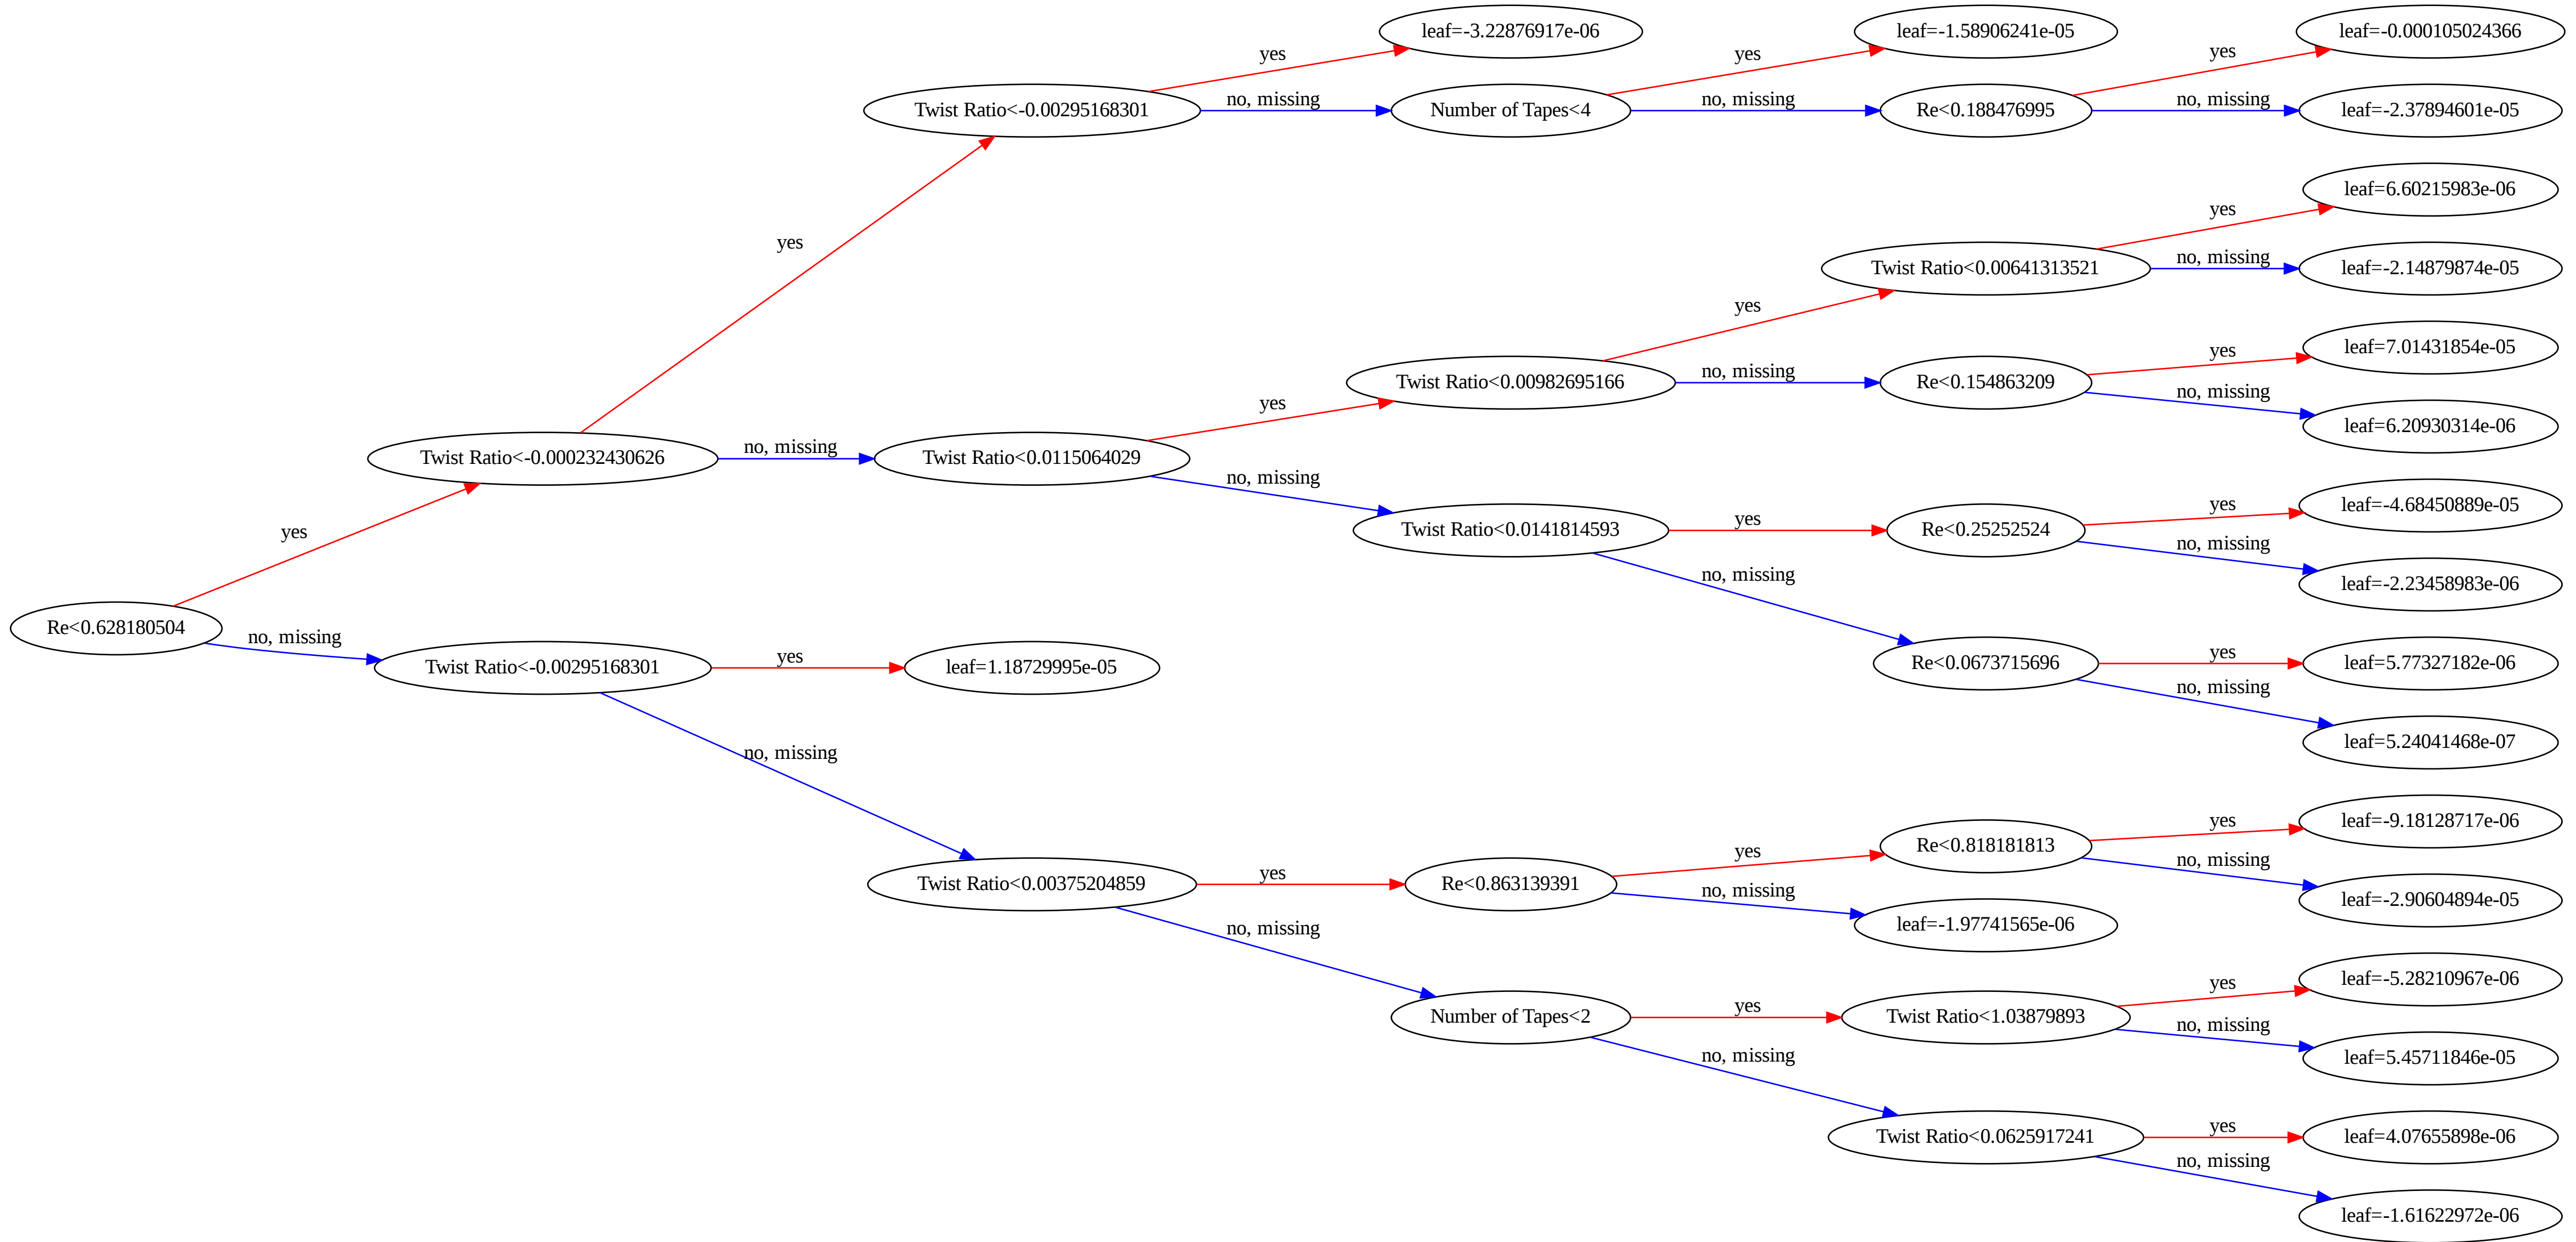 leaf=-3.22876917e-06
leaf=-1.58906241e-05
leaf=-0.000105024366
yes
yes
yes
Twist Ratio<-0.00295168301
no, missing
Number of Tapes<4
no, missing
Re<0.188476995
no, missing
leaf=-2.37894601e-05
leaf=6.60215983e-06
yes
yes
Twist Ratio<0.00641313521
no, missing
leaf=-2.14879874e-05
yes
leaf=7.01431854e-05
yes
Twist Ratio<0.00982695166
no, missing
Re<0.154863209
yes
no, missing
leaf=6.20930314e-06
Twist Ratio<-0.000232430626
no, missing
Twist Ratio<0.0115064029
no, missing
leaf=-4.68450889e-05
yes
Twist Ratio<0.0141814593
yes
Re<0.25252524
yes
no, missing
no, missing
leaf=-2.23458983e-06
Re<0.628180504
no, missing
Twist Ratio<-0.00295168301
yes
leaf=1.18729995e-05
Re<0.0673715696
yes
leaf=5.77327182e-06
no, missing
leaf=5.24041468e-07
no, missing
leaf=-9.18128717e-06
yes
Re<0.818181813
yes
no, missing
Twist Ratio<0.00375204859
yes
Re<0.863139391
no, missing
leaf=-2.90604894e-05
leaf=-1.97741565e-06
no, missing
leaf=-5.28210967e-06
yes
Number of Tapes<2
yes
Twist Ratio<1.03879893
no, missing
no, missing
leaf=5.45711846e-05
Twist Ratio<0.0625917241
yes
leaf=4.07655898e-06
no, missing
leaf=-1.61622972e-06